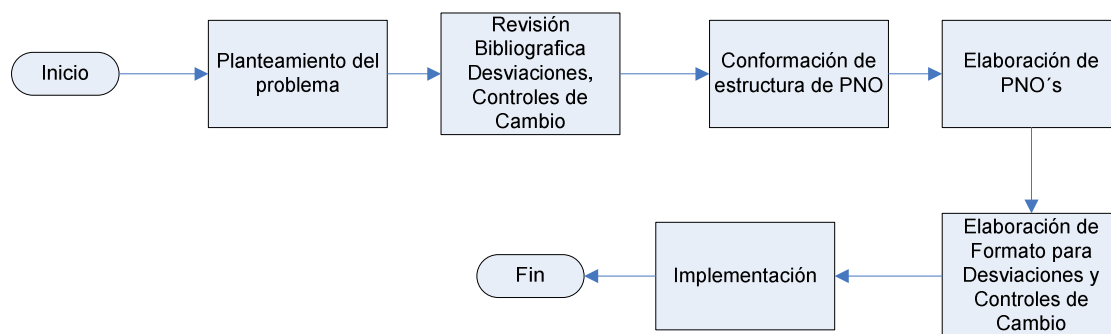 Inicio
Planteamiento del
problema
Revisión
Bibliografica
Desviaciones,
Controles de
Cambio
Conformación de
estructura de PNO
Elaboración de
PNO´s
Elaboración de
Formato para
Desviaciones y
Controles de
Cambio
Implementación
Fin